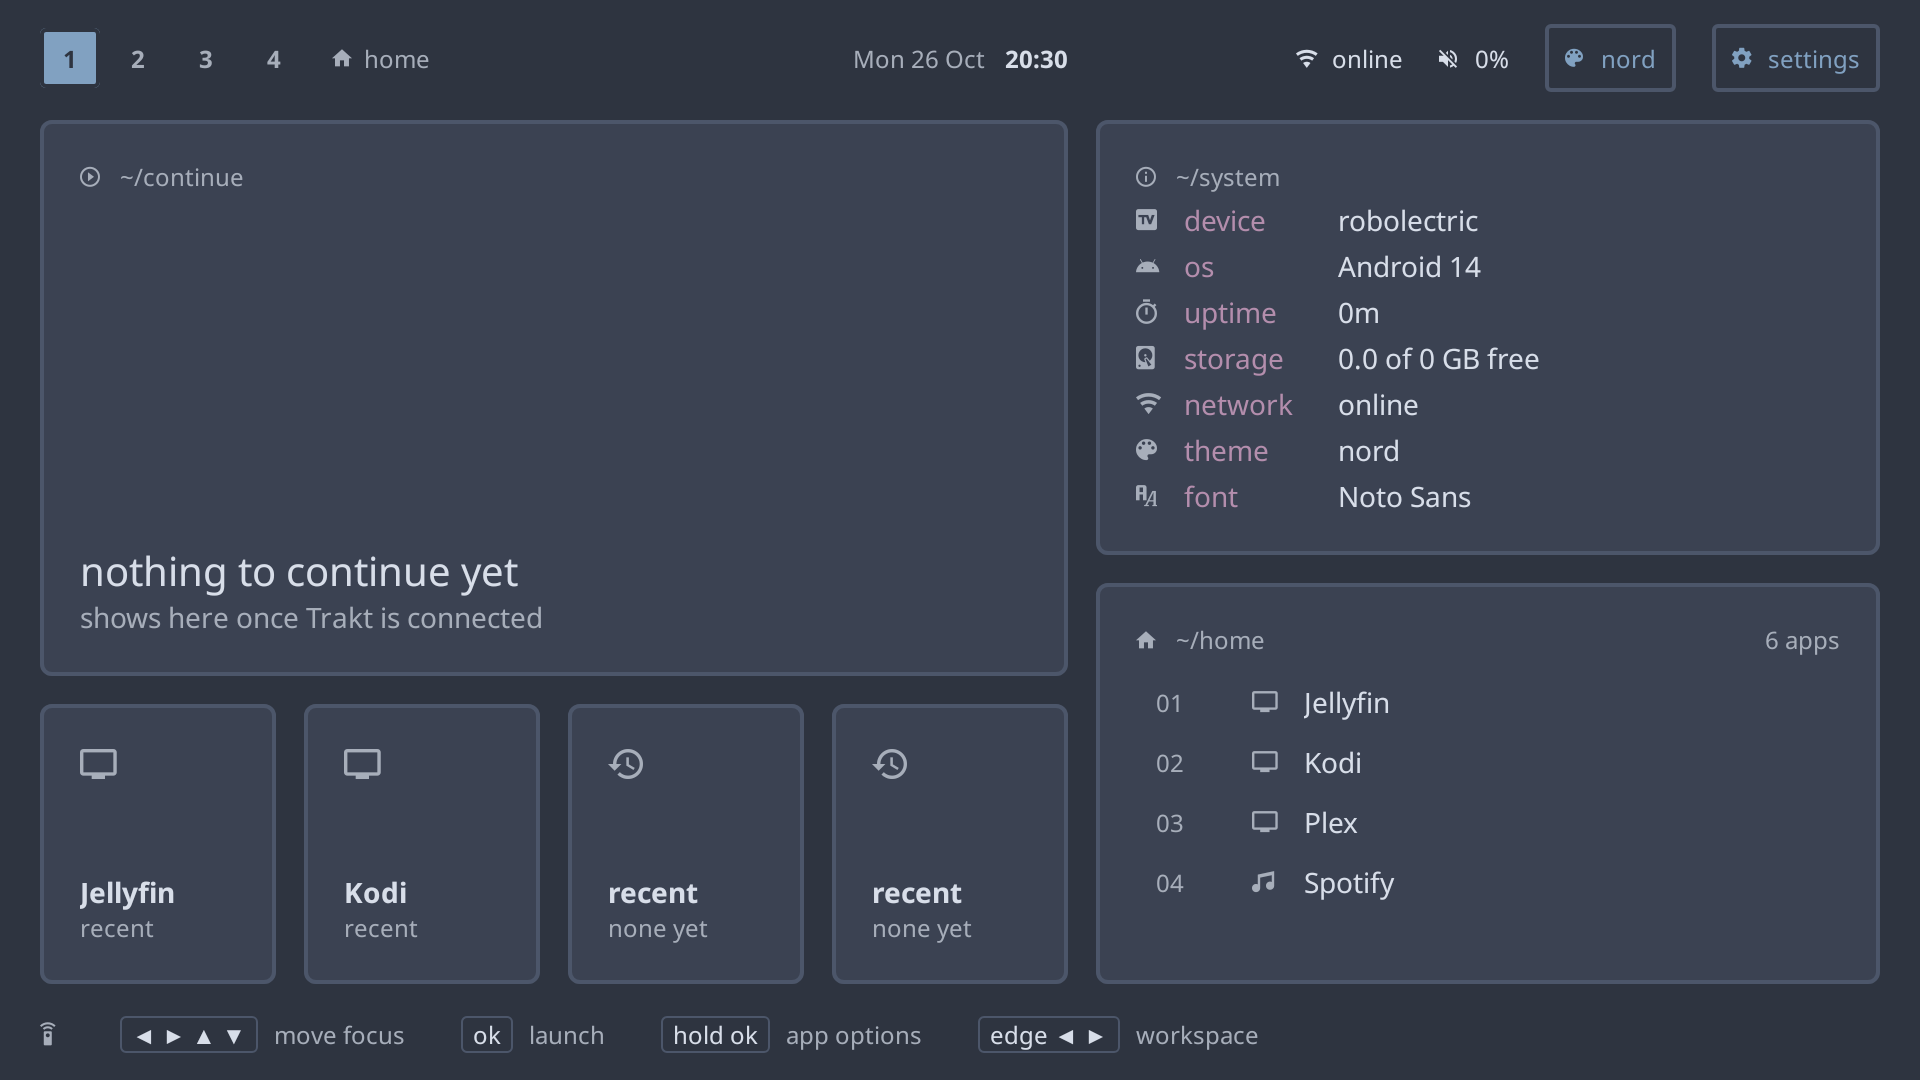 1 2 3 4 home Mon 26 Oct 20:30 online 0% nord settings
~/continue
nothing to continue yet
shows here once Trakt is connected
~/system
TV device robolectric
os Android 14
uptime 0m
storage 0.0 of 0 GB free
network online
theme nord
font Noto Sans
Jellyfin
recent
Kodi
recent
recent
none yet
recent
none yet
~/home 6 apps
01 Jellyfin
02 Kodi
03 Plex
04 Spotify
◀ ▶ ▲ ▼ move focus ok launch hold ok app options edge ◀ ▶ workspace